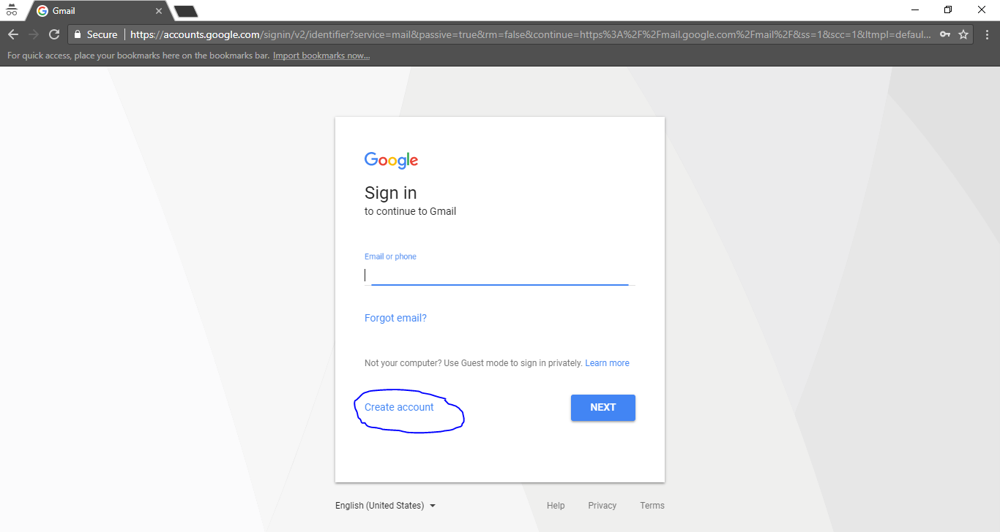 Gmail
Secure
https://accounts.google.com/signin/v2/identifier?service=mail&passive=true&rm=false&continue=https%3A%2F%2Fmail.google.com%2Fmail%2F&ss=1&scc=1&ltmpl=defaul...
For quick access, place your bookmarks here on the bookmarks bar. Import bookmarks now...
Google
Sign in
to continue to Gmail
Email or phone
Forgot email?
Not your computer? Use Guest mode to sign in privately. Learn more
Create account
NEXT
English (United States)
Help
Privacy
Terms